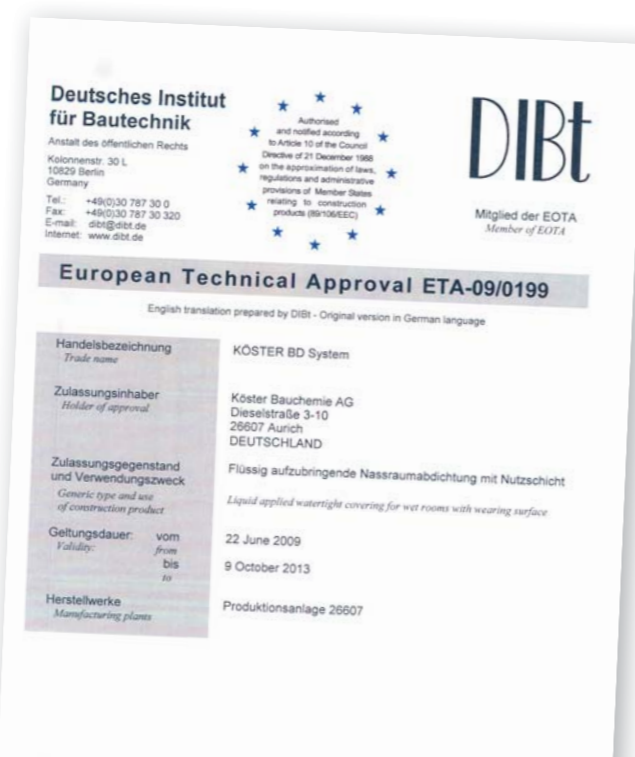 Deutsches Institut
für Bautechnik
Anstalt des öffentlichen Rechts
Kolonnenstr. 30 L
10829 Berlin
Germany
Tel.: +49(0)30 787 30 0
Fax: +49(0)30 787 30 320
E-mail: dibt@dibt.de
Internet: www.dibt.de
Authorised
and notified according
to Article 10 of the Council
Directive of 21 December 1988
on the approximation of laws,
regulations and administrative
provisions of Member States
relating to construction
products (89/106/EEC)
DIBt
Mitglied der EOTA
Member of EOTA
European Technical Approval ETA-09/0199
English translation prepared by DIBt - Original version in German language
Handelsbezeichnung
Trade name
KÖSTER BD System
Zulassungsinhaber
Holder of approval
Köster Bauchemie AG
Dieselstraße 3-10
26607 Aurich
DEUTSCHLAND
Zulassungsgegenstand
und Verwendungszweck
Generic type and use
of construction product
Flüssig aufzubringende Nassraumabdichtung mit Nutzschicht
Liquid applied watertight covering for wet rooms with wearing surface
Geltungsdauer: vom
Validity: from
22 June 2009
bis
to
9 October 2013
Herstellwerke
Manufacturing plants
Produktionsanlage 26607